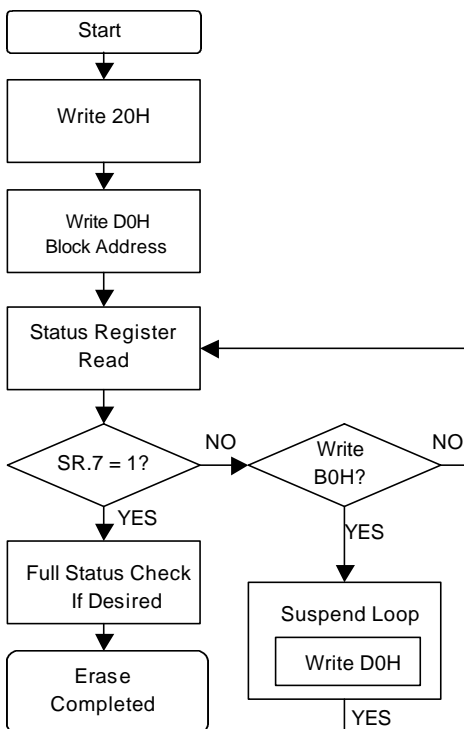 Start
Write 20H
Write D0H
Block Address
Status Register
Read
SR.7 = 1?
NO
Write
B0H?
NO
YES
YES
Full Status Check
If Desired
Suspend Loop
Write D0H
Erase
Completed
YES